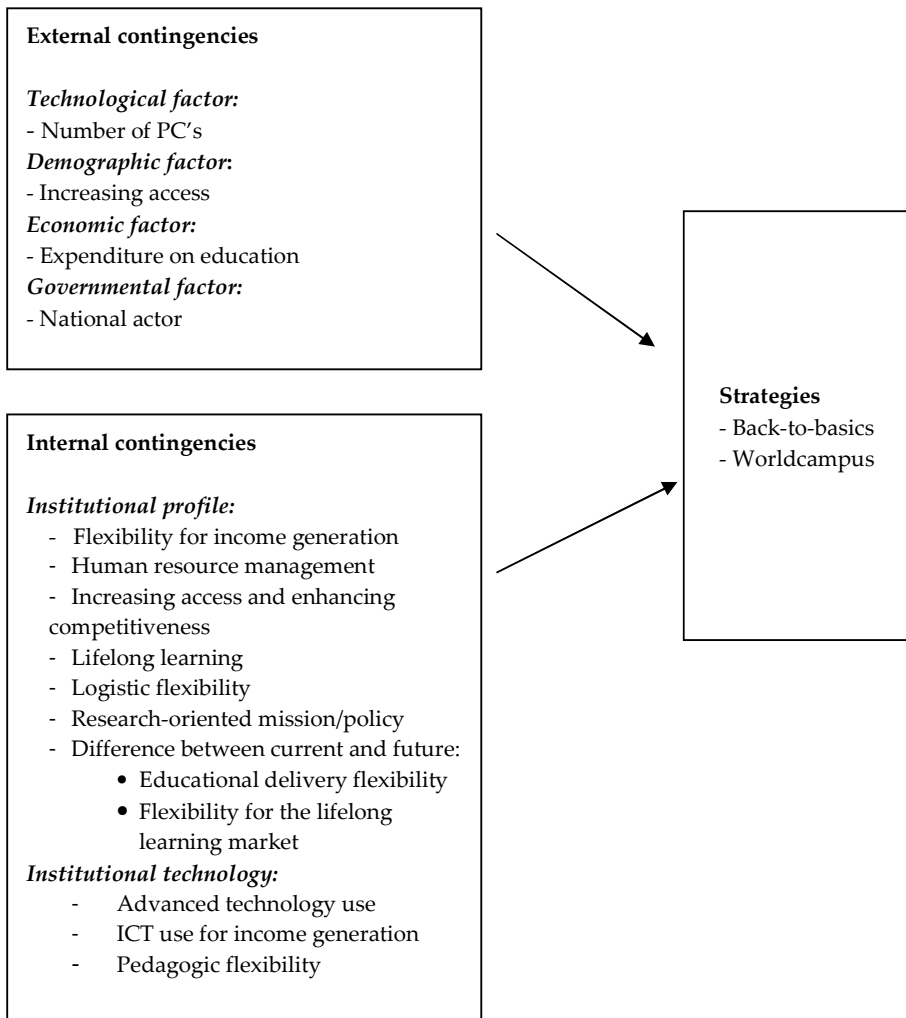 External contingencies
Technological factor:
- Number of PC’s
Demographic factor:
- Increasing access
Economic factor:
- Expenditure on education
Governmental factor:
- National actor
Internal contingencies
Institutional profile:
- Flexibility for income generation
- Human resource management
- Increasing access and enhancing
competitiveness
- Lifelong learning
- Logistic flexibility
- Research-oriented mission/policy
- Difference between current and future:
• Educational delivery flexibility
• Flexibility for the lifelong
learning market
Institutional technology:
- Advanced technology use
- ICT use for income generation
- Pedagogic flexibility
Strategies
- Back-to-basics
- Worldcampus